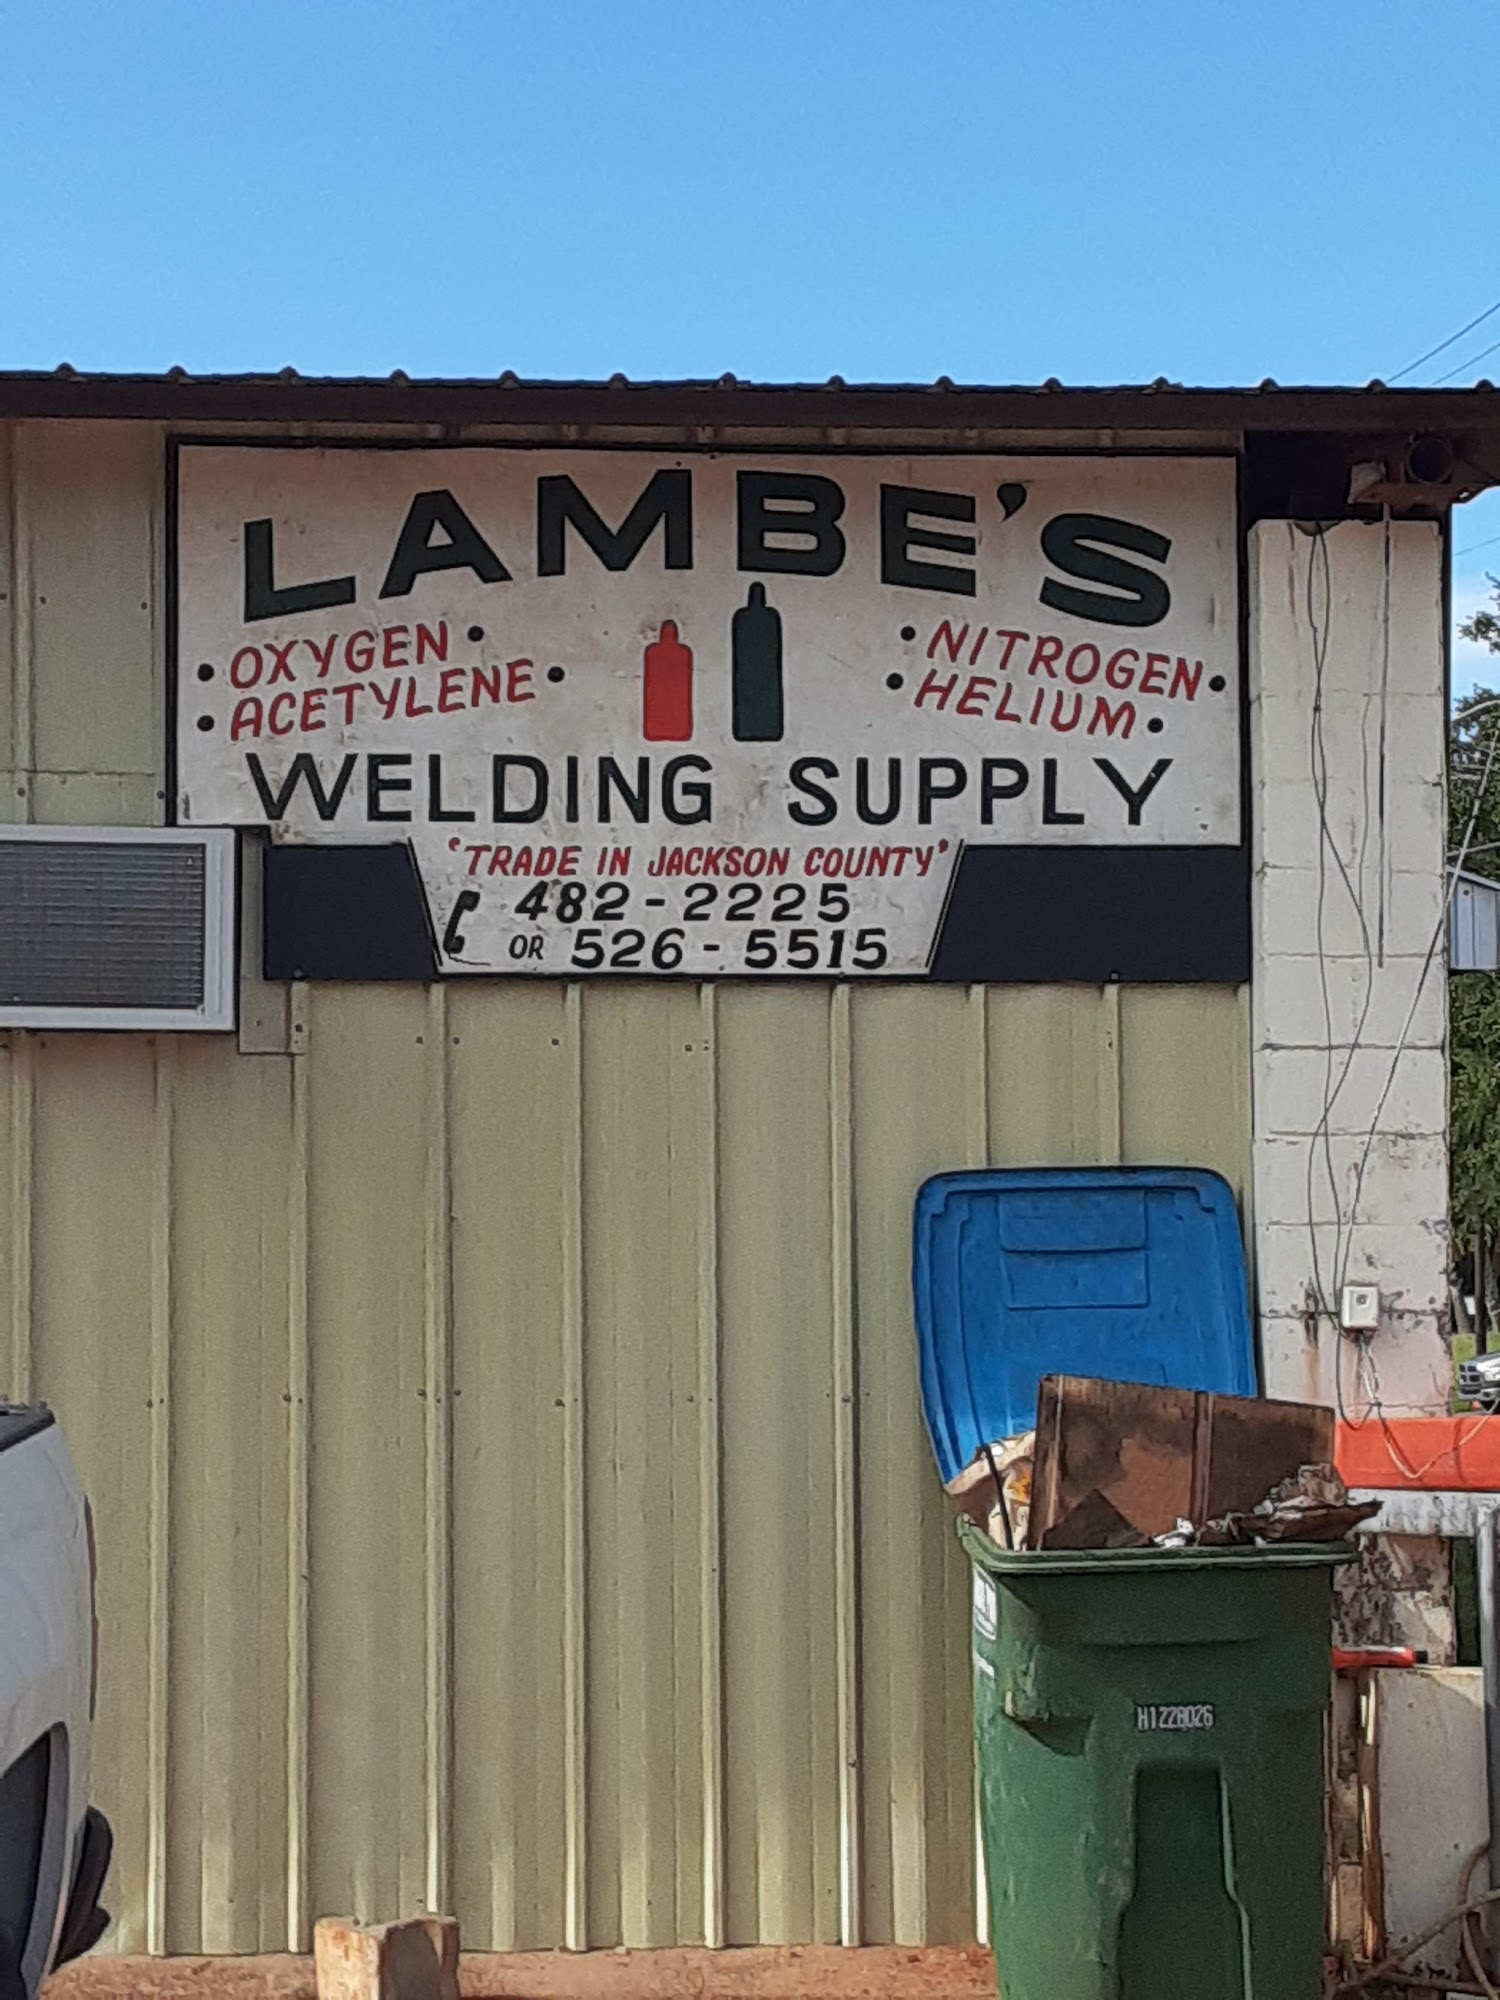 LAMBE'S
• OXYGEN •
• ACETYLENE •
• NITROGEN •
• HELIUM •
WELDING SUPPLY
"TRADE IN JACKSON COUNTY"
482-2225
OR 526-5515
H1228026